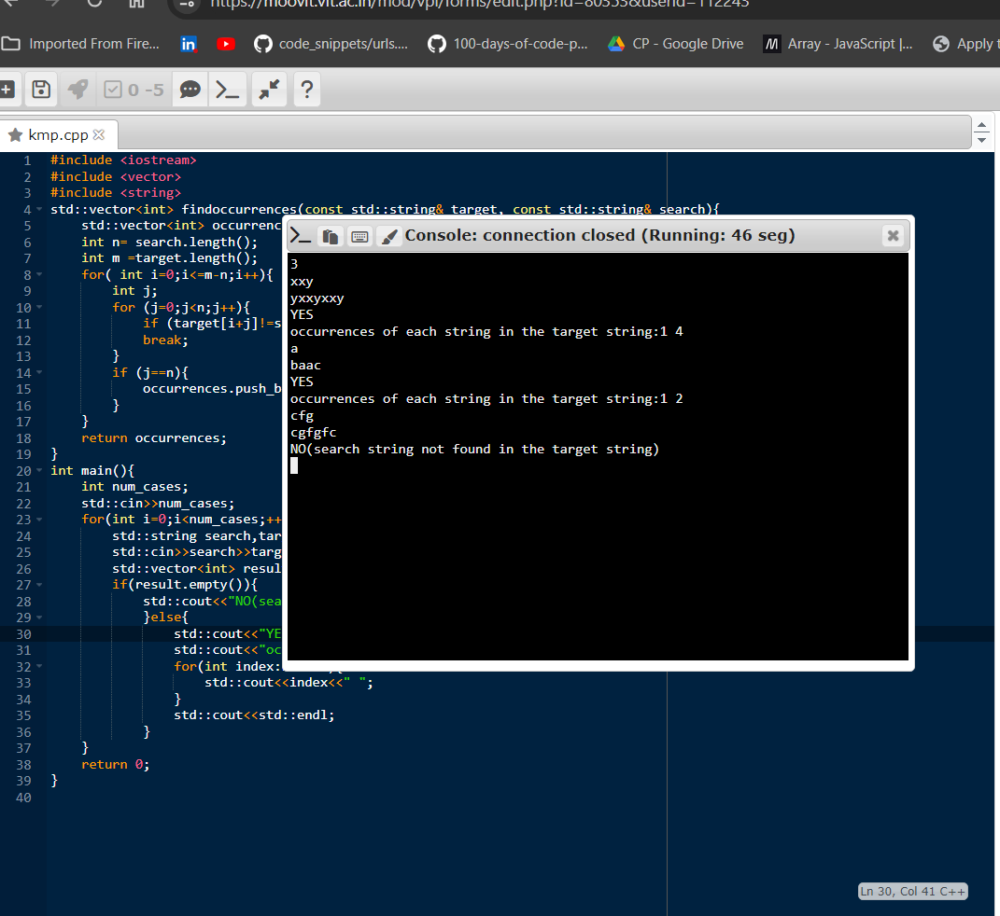 https://moovit.vit.ac.in/mod/vpl/forms/edit.php?id=80353&userid=112243
Imported From Fire... code_snippets/urls.... 100-days-of-code-p... CP - Google Drive Array - JavaScript |... Apply
0 -5 ?
kmp.cpp
1 #include <iostream>
2 #include <vector>
3 #include <string>
4 std::vector<int> findoccurrences(const std::string& target, const std::string& search){
5 std::vector<int> occurrenc
6 int n= search.length();
7 int m =target.length();
8 for( int i=0;i<=m-n;i++){
9 int j;
10 for (j=0;j<n;j++){
11 if (target[i+j]!=s
12 break;
13 }
14 if (j==n){
15 occurrences.push_b
16 }
17 }
18 return occurrences;
19 }
20 int main(){
21 int num_cases;
22 std::cin>>num_cases;
23 for(int i=0;i<num_cases;++
24 std::string search,tar
25 std::cin>>search>>targ
26 std::vector<int> resul
27 if(result.empty()){
28 std::cout<<"NO(sea
29 }else{
30 std::cout<<"YE
31 std::cout<<"oc
32 for(int index:
33 std::cout<<index<<" ";
34 }
35 std::cout<<std::endl;
36 }
37 }
38 return 0;
39 }
40
Console: connection closed (Running: 46 seg)
3
xxy
yxxyxxy
YES
occurrences of each string in the target string:1 4
a
baac
YES
occurrences of each string in the target string:1 2
cfg
cgfgfc
NO(search string not found in the target string)
Ln 30, Col 41 C++